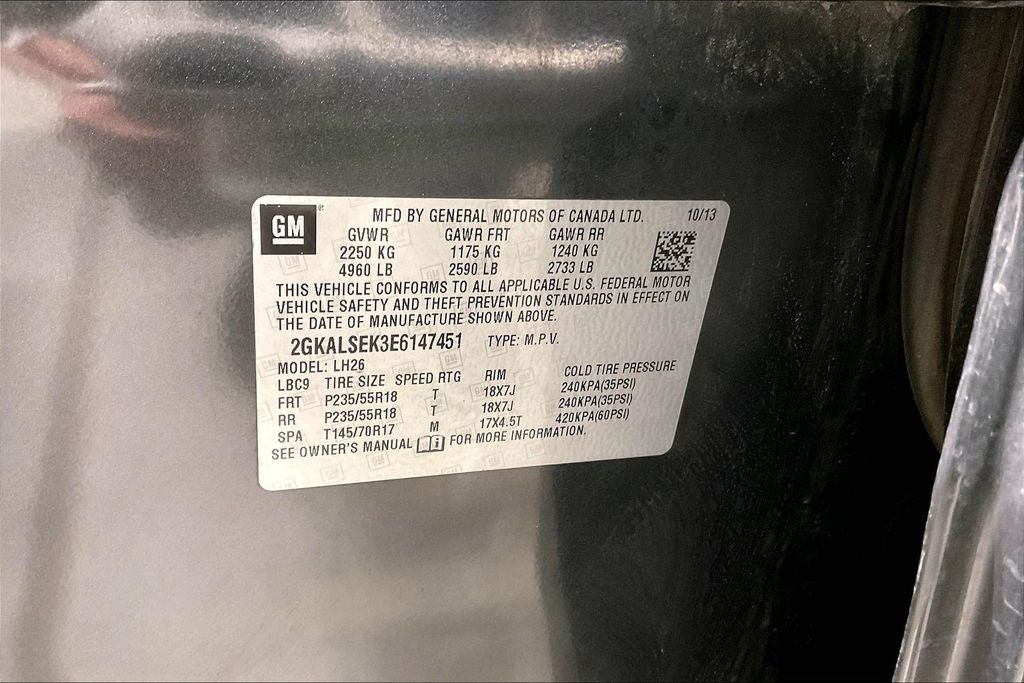 GM
MFD BY GENERAL MOTORS OF CANADA LTD. 10/13
GVWR GAWR FRT GAWR RR
2250 KG 1175 KG 1240 KG
4960 LB 2590 LB 2733 LB
THIS VEHICLE CONFORMS TO ALL APPLICABLE U.S. FEDERAL MOTOR
VEHICLE SAFETY AND THEFT PREVENTION STANDARDS IN EFFECT ON
THE DATE OF MANUFACTURE SHOWN ABOVE.
2GKALSEK3E6147451 TYPE: M.P.V.
MODEL: LH26
LBC9 TIRE SIZE SPEED RTG RIM COLD TIRE PRESSURE
FRT P235/55R18 T 18X7J 240KPA(35PSI)
RR P235/55R18 T 18X7J 240KPA(35PSI)
SPA T145/70R17 M 17X4.5T 420KPA(60PSI)
SEE OWNER'S MANUAL FOR MORE INFORMATION.